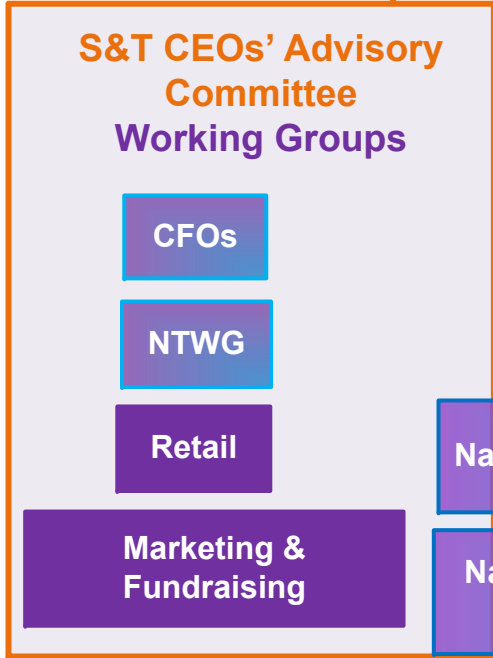 S&T CEOs’ Advisory
Committee
Working Groups
CFOs
NTWG
Retail
Marketing &
Fundraising